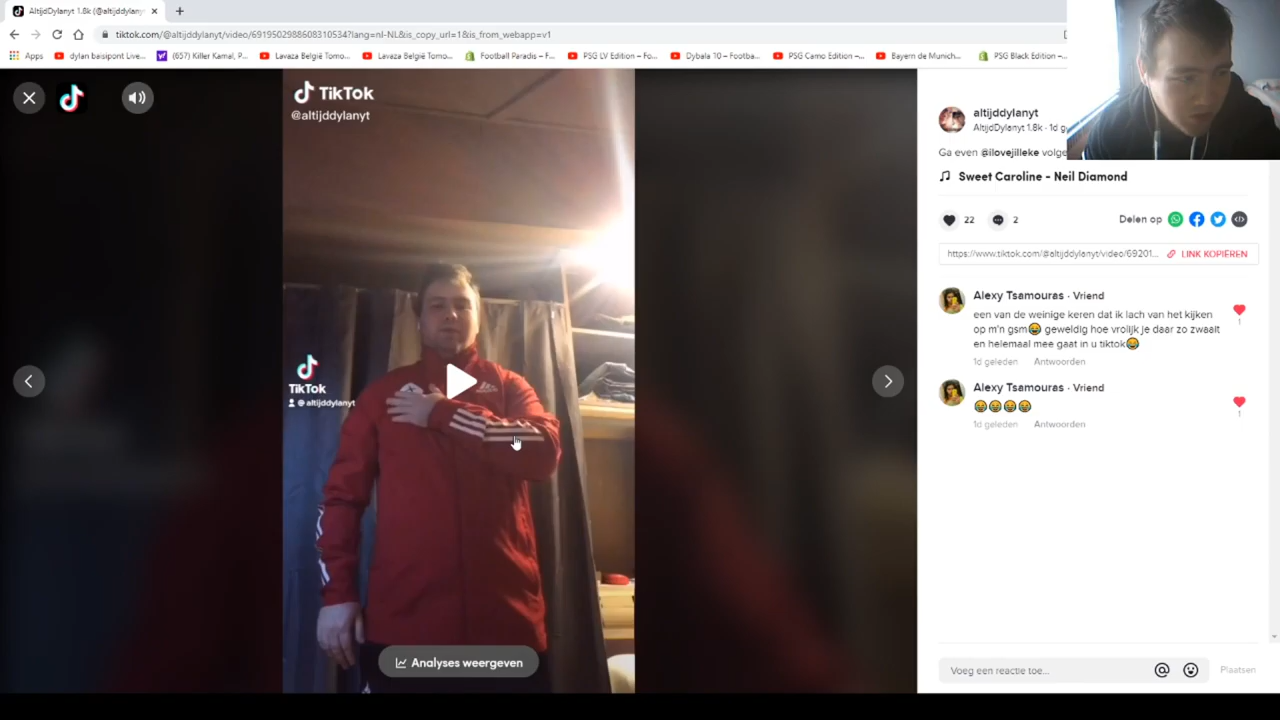 AltijdDylanyt 1.8k (@altijddylany
tiktok.com/@altijddylanyt/video/6919502988608310534?lang=nl-NL&is_copy_url=1&is_from_webapp=v1
Apps dylan basispont Live... (657) Killer Kamal, P... Lavaza België Tomo... Lavaza België Tomo... Football Paradis – F... PSG LV Edition – Fo... Dybala 10 – Footba... PSG Camo Edition –... Bayern de Munich... PSG Black Edition –...
TikTok
@altijddylanyt
TikTok
@altijddylanyt
Analyses weergeven
altijddylanyt
AltijdDylanyt 1.8k · 1d
Ga even @ilovejilleke
Sweet Caroline - Neil Diamond
22 2 Delen op
https://www.tiktok.com/@altijddylanyt/video/69201... LINK KOPIËREN
Alexy Tsamouras · Vriend
een van de weinige keren dat ik lach van het kijken
op m'n gsm😂 geweldig hoe vrolijk je daar zo zwaait
en helemaal mee gaat in u tiktok😂
1
1d geleden Antwoorden
Alexy Tsamouras · Vriend
😂😂😂😂
1
1d geleden Antwoorden
Voeg een reactie toe... Plaatsen